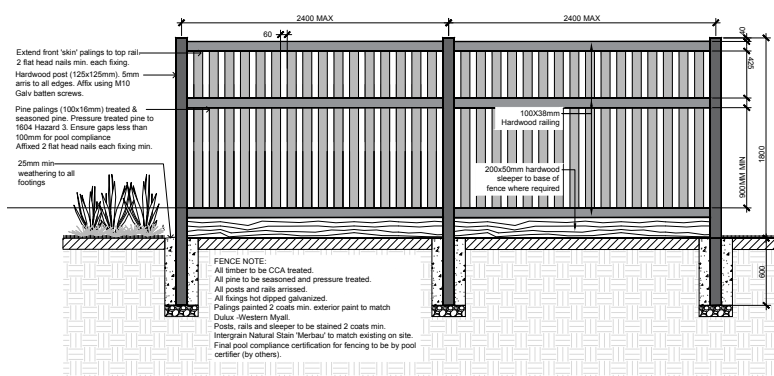 2400 MAX
2400 MAX
60
Extend front 'skin' palings to top rail
2 flat head nails min. each fixing.
Hardwood post (125x125mm). 5mm
arris to all edges. Affix using M10
Galv batten screws.
Pine palings (100x16mm) treated &
seasoned pine. Pressure treated pine to
1604 Hazard 3. Ensure gaps less than
100mm for pool compliance
Affixed 2 flat head nails each fixing min.
25mm min
weathering to all
footings
100X38mm
Hardwood railing
200x50mm hardwood
sleeper to base of
fence where required
425
1800
900MM MIN
600
FENCE NOTE:
All timber to be CCA treated.
All pine to be seasoned and pressure treated.
All posts and rails arrissed.
All fixings hot dipped galvanized.
Palings painted 2 coats min. exterior paint to match
Dulux -Western Myall.
Posts, rails and sleeper to be stained 2 coats min.
Intergrain Natural Stain 'Merbau' to match existing on site.
Final pool compliance certification for fencing to be by pool
certifier (by others).